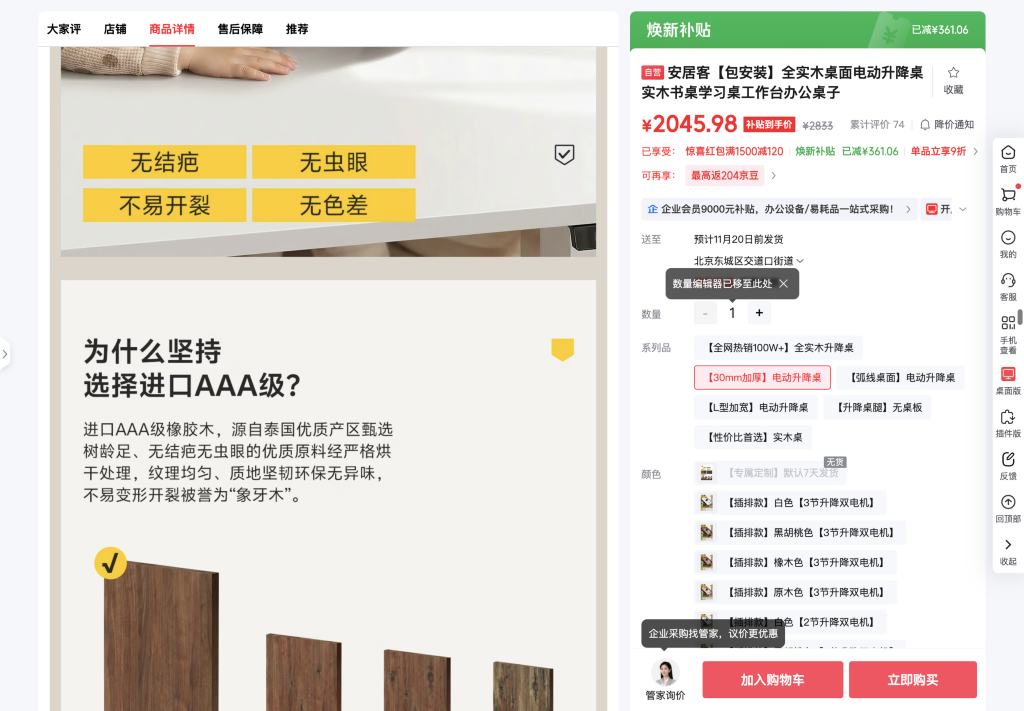 大家评 店铺 商品详情 售后保障 推荐
无结疤 无虫眼
不易开裂 无色差
为什么坚持
选择进口AAA级?
进口AAA级橡胶木，源自泰国优质产区甄选
树龄足、无结疤无虫眼的优质原料经严格烘
干处理，纹理均匀、质地坚韧环保无异味，
不易变形开裂被誉为“象牙木”。
焕新补贴 已减¥361.06
自营 安居客【包安装】全实木桌面电动升降桌
实木书桌学习桌工作台办公桌子
收藏
¥2045.98 补贴到手价 ¥2833 累计评价 74 降价通知
已享受: 惊喜红包满1500减120 焕新补贴 已减¥361.06 单品立享9折
可再享: 最高返204京豆
企业会员9000元补贴，办公设备/易耗品一站式采购! 开.
送至 预计11月20日前发货
北京东城区交道口街道
数量编辑器已移至此处
数量 - 1 +
系列品 【全网热销100W+】全实木升降桌
【30mm加厚】电动升降桌 【弧线桌面】电动升降桌
【L型加宽】电动升降桌 【升降桌腿】无桌板
【性价比首选】实木桌
无货
颜色 【专属定制】默认7天发货
【插排款】白色【3节升降双电机】
【插排款】黑胡桃色【3节升降双电机】
【插排款】橡木色【3节升降双电机】
【插排款】原木色【3节升降双电机】
【插排款】白色【2节升降双电机】
企业采购找管家，议价更优惠
管家询价 加入购物车 立即购买
首页
购物车
我的
客服
手机
查看
桌面版
插件版
反馈
回顶部
收起